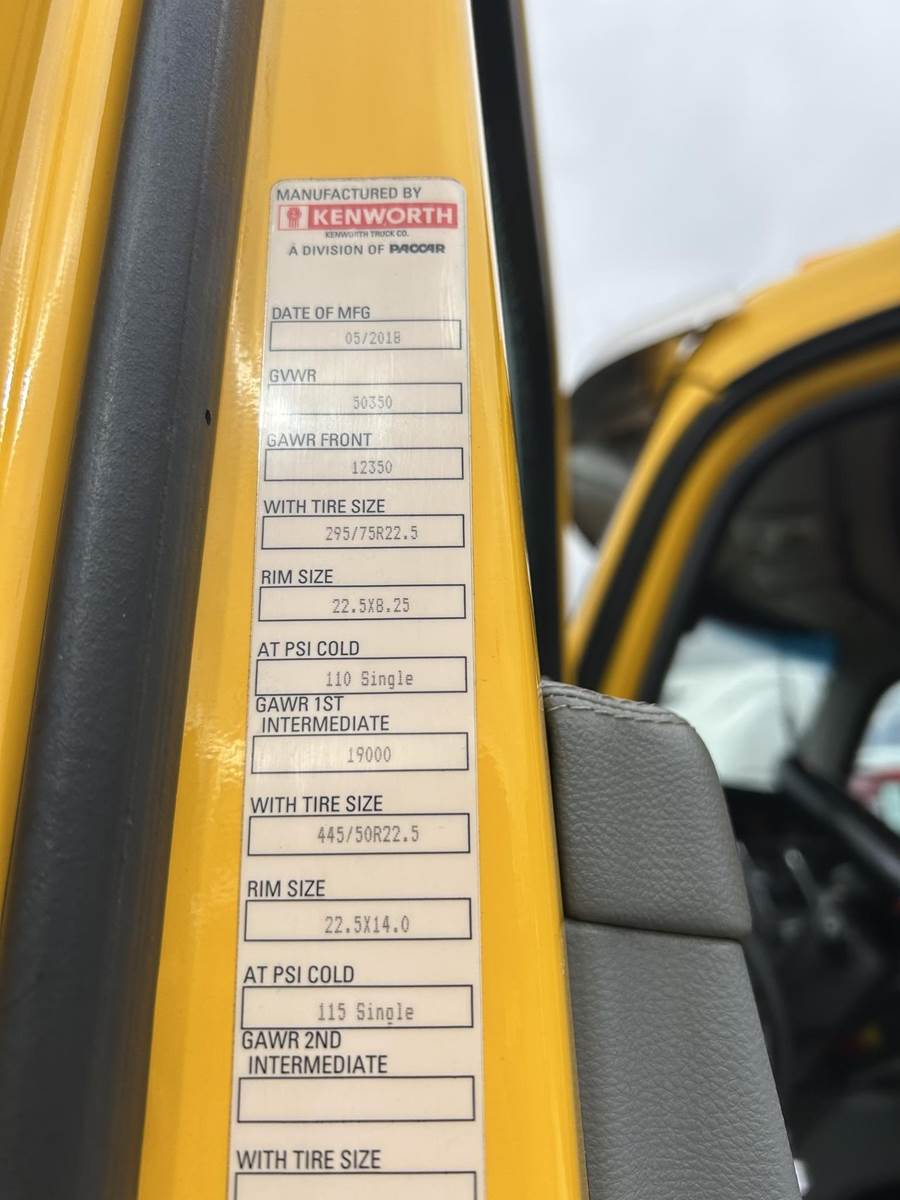 MANUFACTURED BY
KENWORTH
KENWORTH TRUCK CO.
A DIVISION OF PACCAR
DATE OF MFG
05/2018
GVWR
50350
GAWR FRONT
12350
WITH TIRE SIZE
295/75R22.5
RIM SIZE
22.5X8.25
AT PSI COLD
110 Single
GAWR 1ST
INTERMEDIATE
19000
WITH TIRE SIZE
445/50R22.5
RIM SIZE
22.5X14.0
AT PSI COLD
115 Single
GAWR 2ND
INTERMEDIATE
WITH TIRE SIZE